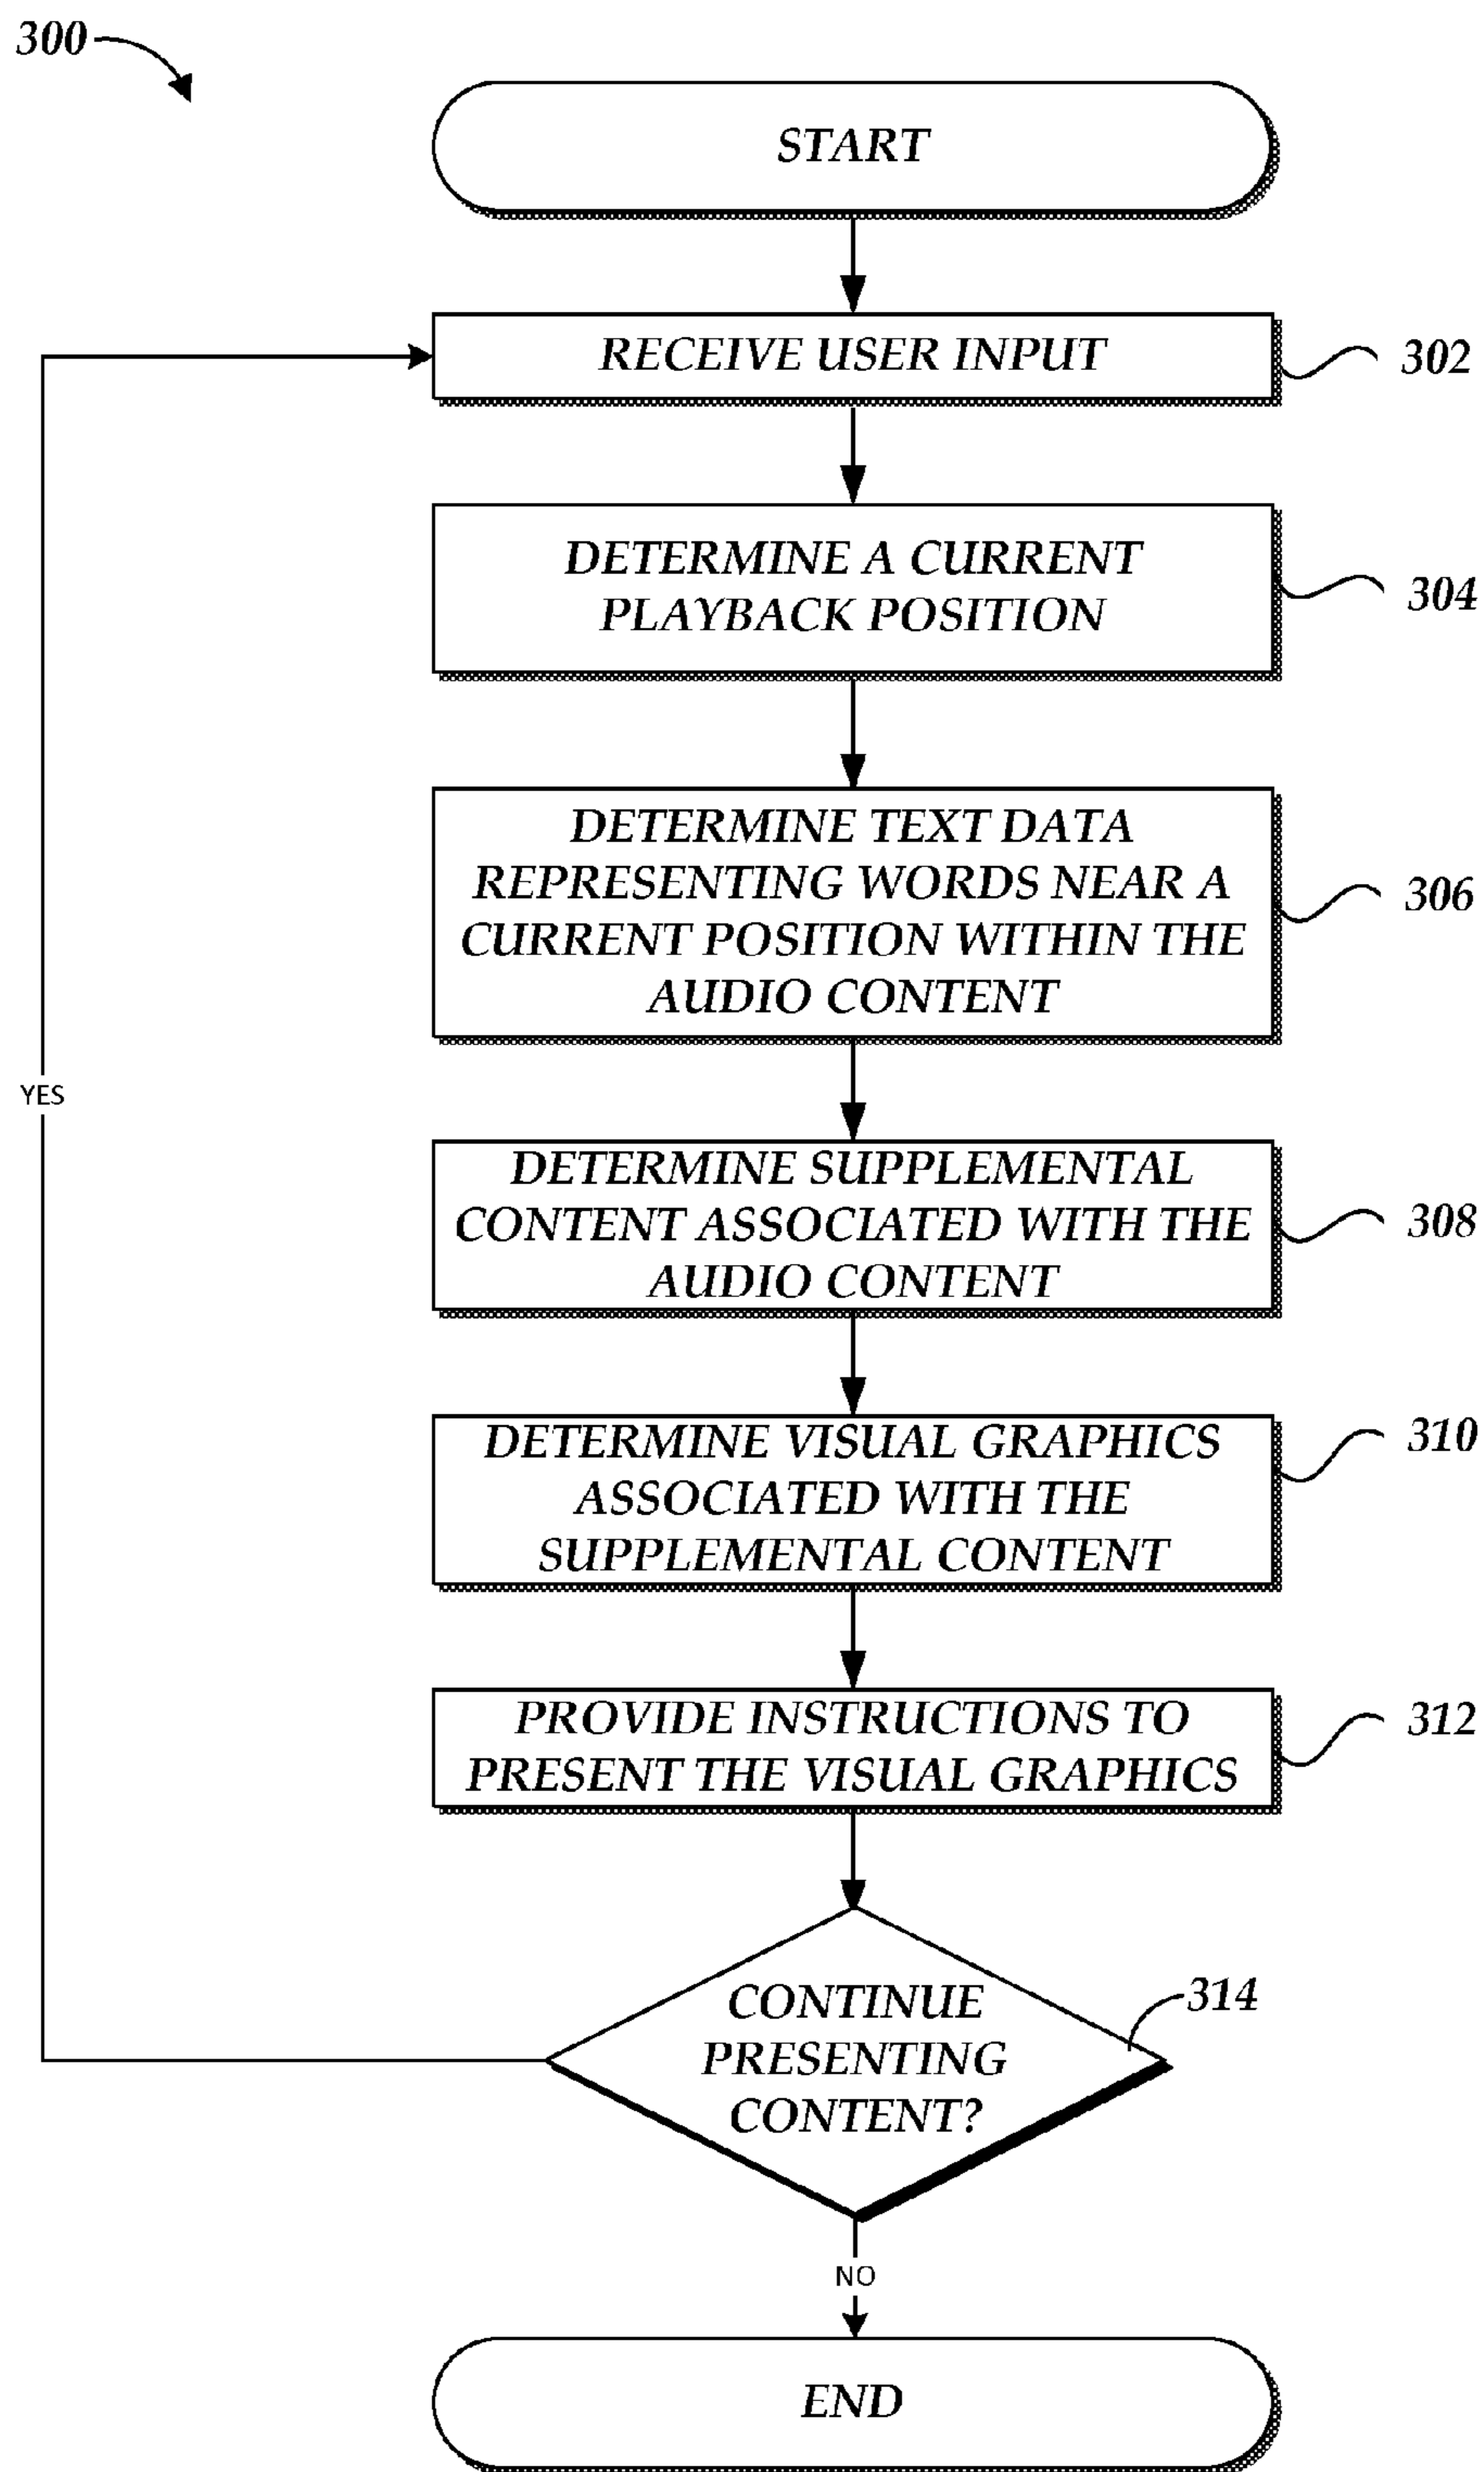 300
START
RECEIVE USER INPUT
302
DETERMINE A CURRENT
PLAYBACK POSITION
304
DETERMINE TEXT DATA
REPRESENTING WORDS NEAR A
CURRENT POSITION WITHIN THE
AUDIO CONTENT
306
YES
DETERMINE SUPPLEMENTAL
CONTENT ASSOCIATED WITH THE
AUDIO CONTENT
308
DETERMINE VISUAL GRAPHICS
ASSOCIATED WITH THE
SUPPLEMENTAL CONTENT
310
PROVIDE INSTRUCTIONS TO
PRESENT THE VISUAL GRAPHICS
312
CONTINUE
PRESENTING
CONTENT?
314
NO
END